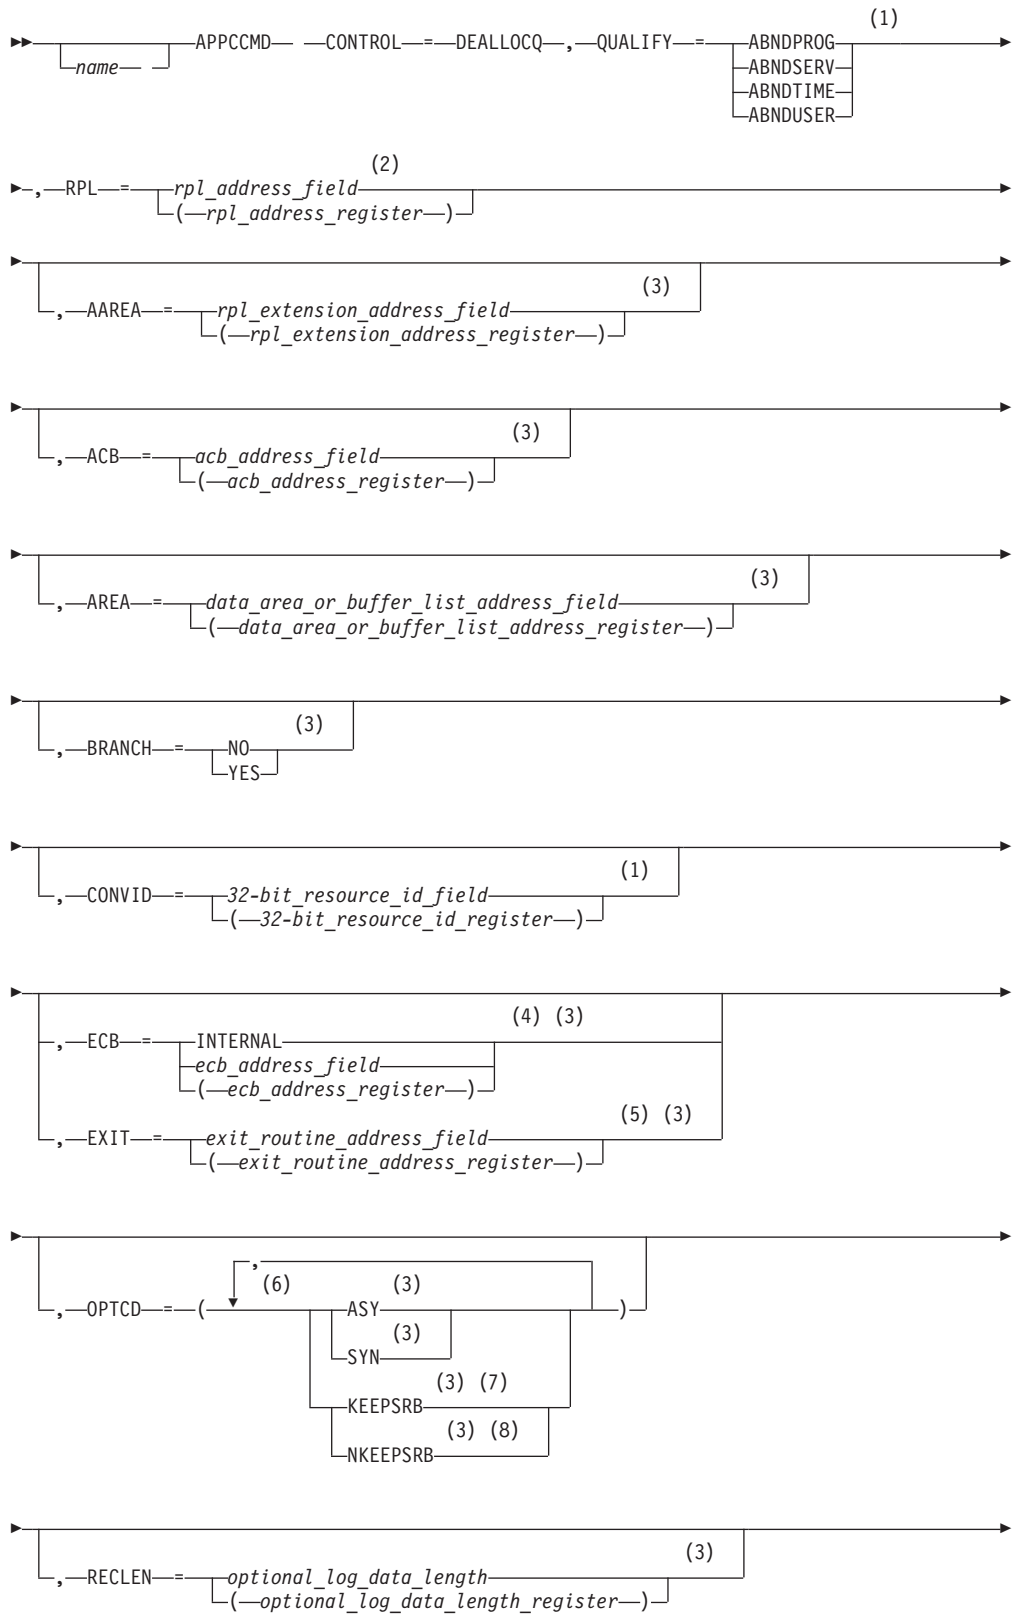 (1)
APPCCMD CONTROL = DEALLOCQ , QUALIFY = ABNDPROG
name
ABNDSERV
ABNDTIME
ABNDUSER
(2)
, RPL = rpl_address_field
( rpl_address_register )
(3)
, AAREA = rpl_extension_address_field
( rpl_extension_address_register )
(3)
, ACB = acb_address_field
( acb_address_register )
(3)
, AREA = data_area_or_buffer_list_address_field
( data_area_or_buffer_list_address_register )
(3)
, BRANCH = NO
YES
(1)
, CONVID = 32-bit_resource_id_field
( 32-bit_resource_id_register )
(4) (3)
, ECB = INTERNAL
ecb_address_field
( ecb_address_register )
(5) (3)
, EXIT = exit_routine_address_field
( exit_routine_address_register )
,
(6) (3)
, OPTCD = ( ASY )
(3)
SYN
(3) (7)
KEEPSRB
(3) (8)
NKEEPSRB
(3)
, RECLEN = optional_log_data_length
( optional_log_data_length_register )